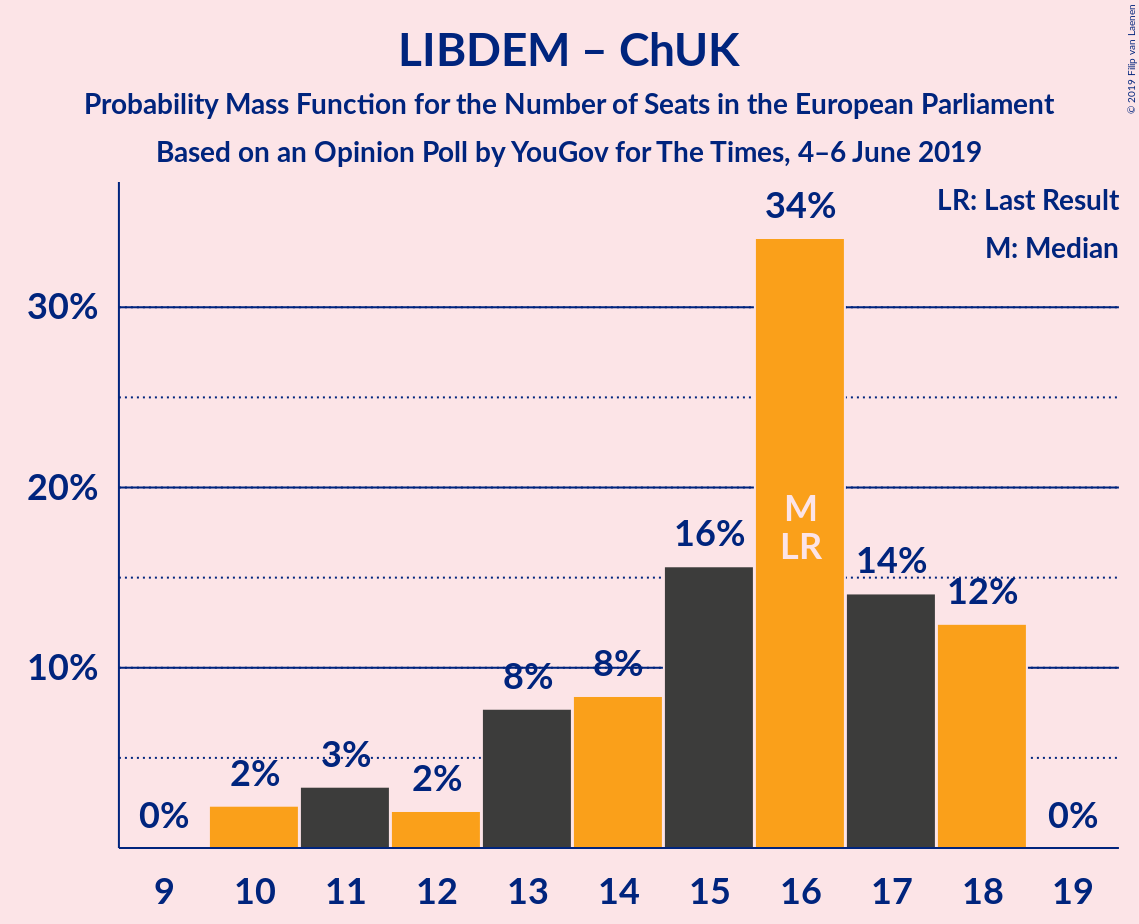 LIBDEM – ChUK
Probability Mass Function for the Number of Seats in the European Parliament
Based on an Opinion Poll by YouGov for The Times, 4–6 June 2019
© 2019 Filip van Laenen
LR: Last Result
M: Median
34%
30%
20%
M
LR
16%
14%
12%
10%
8%
8%
3%
2%
2%
0%
0%
9 10 11 12 13 14 15 16 17 18 19